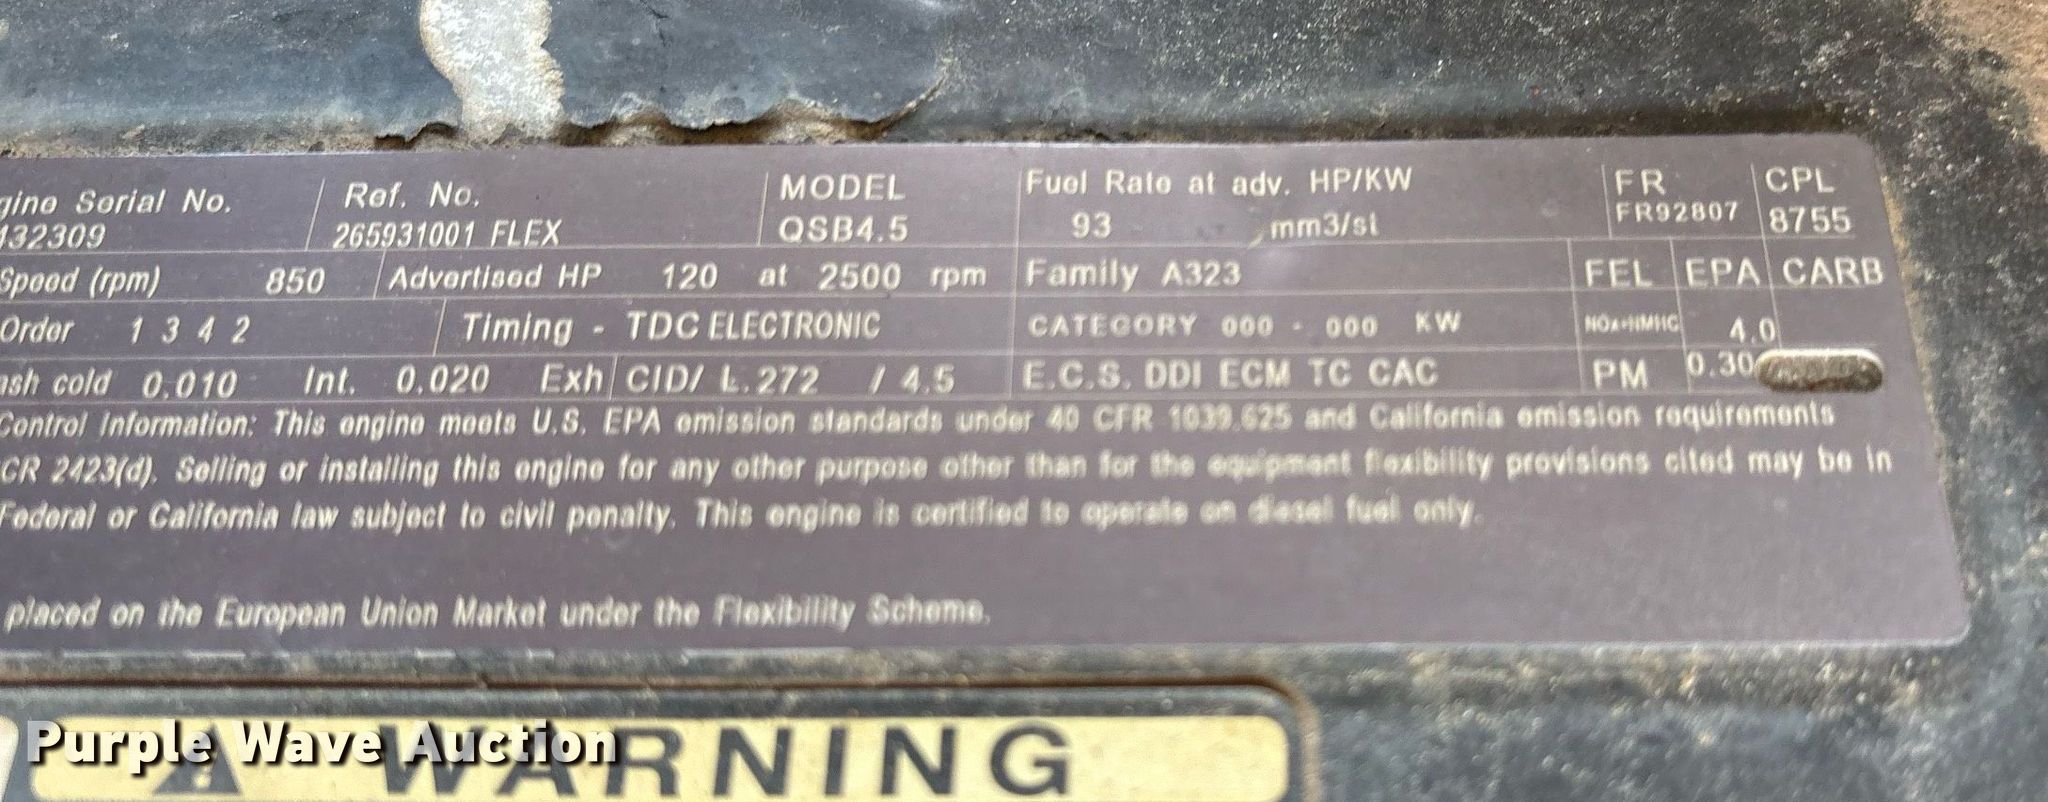 gine Serial No. Ref. No. MODEL Fuel Rate at adv. HP/KW FR CPL
132309 265931001 FLEX QSB4.5 93 mm3/st FR92807 8755
Speed (rpm) 850 Advertised HP 120 at 2500 rpm Family A323 FEL EPA CARB
Order 1 3 4 2 Timing - TDC ELECTRONIC CATEGORY 000 - 000 KW NOx+NMHC 4.0
ash cold 0.010 Int. 0.020 Exh CID/ L. 272 / 4.5 E.C.S. DDI ECM TC CAC PM 0.30
Control Information: This engine meets U.S. EPA emission standards under 40 CFR 1039.625 and California emission requirements
CR 2423(d). Selling or installing this engine for any other purpose other than for the equipment flexibility provisions cited may be in
Federal or California law subject to civil penalty. This engine is certified to operate on diesel fuel only.
placed on the European Union Market under the Flexibility Scheme.
WARNING
Purple Wave Auction